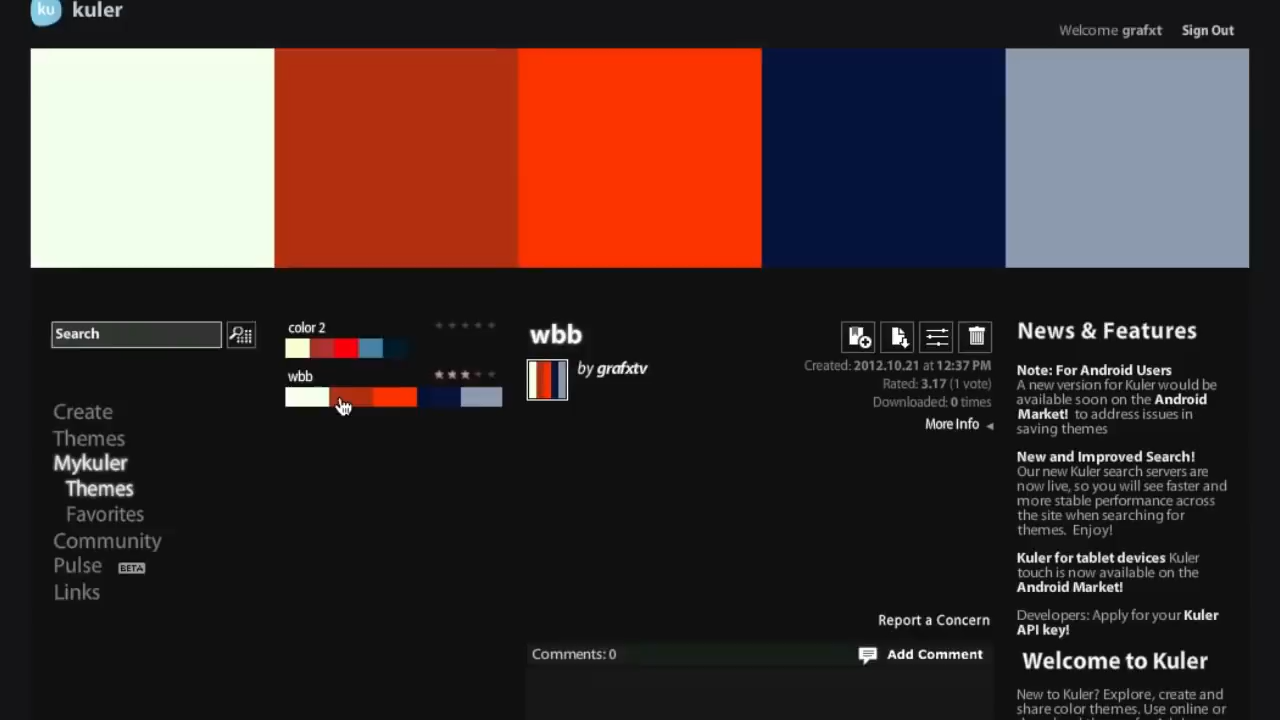 ku kuler
Welcome grafxt Sign Out
Search
Create
Themes
Mykuler
Themes
Favorites
Community
Pulse BETA
Links
color 2
wbb
wbb
by grafxtv
Created: 2012.10.21 at 12:37 PM
Rated: 3.17 (1 vote)
Downloaded: 0 times
More Info
Report a Concern
Comments: 0
Add Comment
News & Features
Note: For Android Users
A new version for Kuler would be
available soon on the Android
Market! to address issues in
saving themes
New and Improved Search!
Our new Kuler search servers are
now live, so you will see faster and
more stable performance across
the site when searching for
themes. Enjoy!
Kuler for tablet devices Kuler
touch is now available on the
Android Market!
Developers: Apply for your Kuler
API key!
Welcome to Kuler
New to Kuler? Explore, create and
share color themes. Use online or